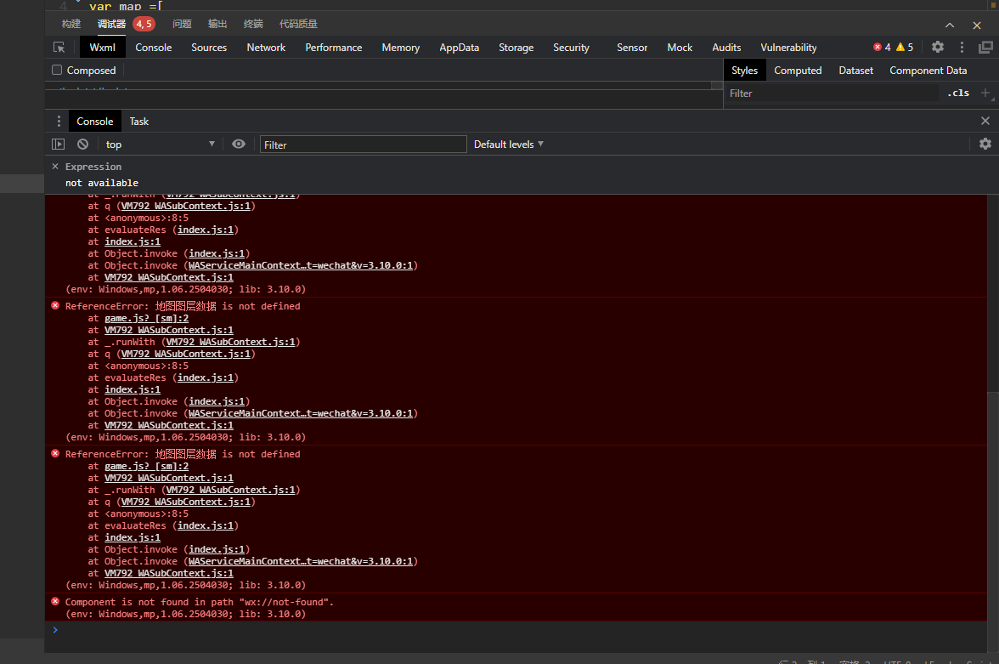 4 var map =[
构建 调试器 4, 5 问题 输出 终端 代码质量
Wxml Console Sources Network Performance Memory AppData Storage Security Sensor Mock Audits Vulnerability 4 5
Composed
Styles Computed Dataset Component Data
Filter .cls
Console Task
top Filter Default levels
Expression
not available
at _.runWith (VM792 WASubContext.js:1)
at q (VM792 WASubContext.js:1)
at <anonymous>:8:5
at evaluateRes (index.js:1)
at index.js:1
at Object.invoke (index.js:1)
at Object.invoke (WAServiceMainContext…t=wechat&v=3.10.0:1)
at VM792 WASubContext.js:1
(env: Windows,mp,1.06.2504030; lib: 3.10.0)
ReferenceError: 地图图层数据 is not defined
at game.js? [sm]:2
at VM792 WASubContext.js:1
at _.runWith (VM792 WASubContext.js:1)
at q (VM792 WASubContext.js:1)
at <anonymous>:8:5
at evaluateRes (index.js:1)
at index.js:1
at Object.invoke (index.js:1)
at Object.invoke (WAServiceMainContext…t=wechat&v=3.10.0:1)
at VM792 WASubContext.js:1
(env: Windows,mp,1.06.2504030; lib: 3.10.0)
ReferenceError: 地图图层数据 is not defined
at game.js? [sm]:2
at VM792 WASubContext.js:1
at _.runWith (VM792 WASubContext.js:1)
at q (VM792 WASubContext.js:1)
at <anonymous>:8:5
at evaluateRes (index.js:1)
at index.js:1
at Object.invoke (index.js:1)
at Object.invoke (WAServiceMainContext…t=wechat&v=3.10.0:1)
at VM792 WASubContext.js:1
(env: Windows,mp,1.06.2504030; lib: 3.10.0)
Component is not found in path "wx://not-found".
(env: Windows,mp,1.06.2504030; lib: 3.10.0)